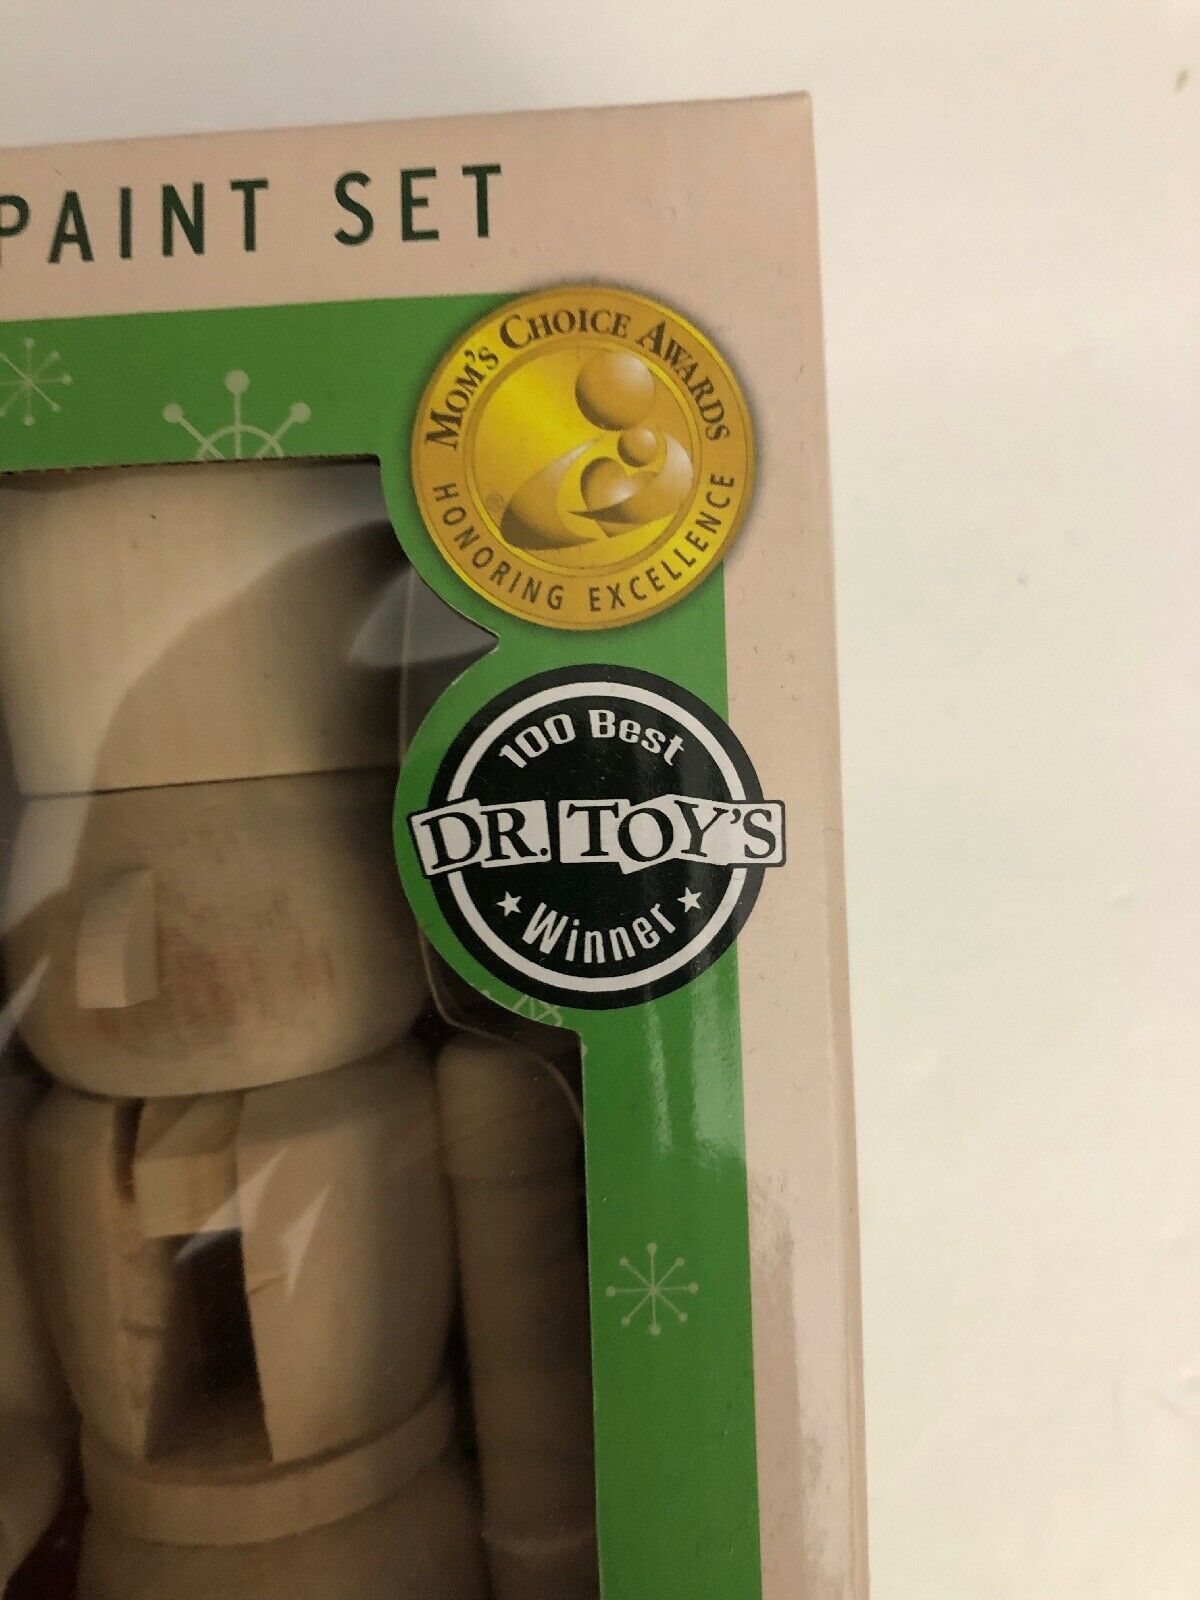 PAINT SET
MOM'S CHOICE AWARDS
HONORING EXCELLENCE
®
100 Best
DR. TOY'S
Winner